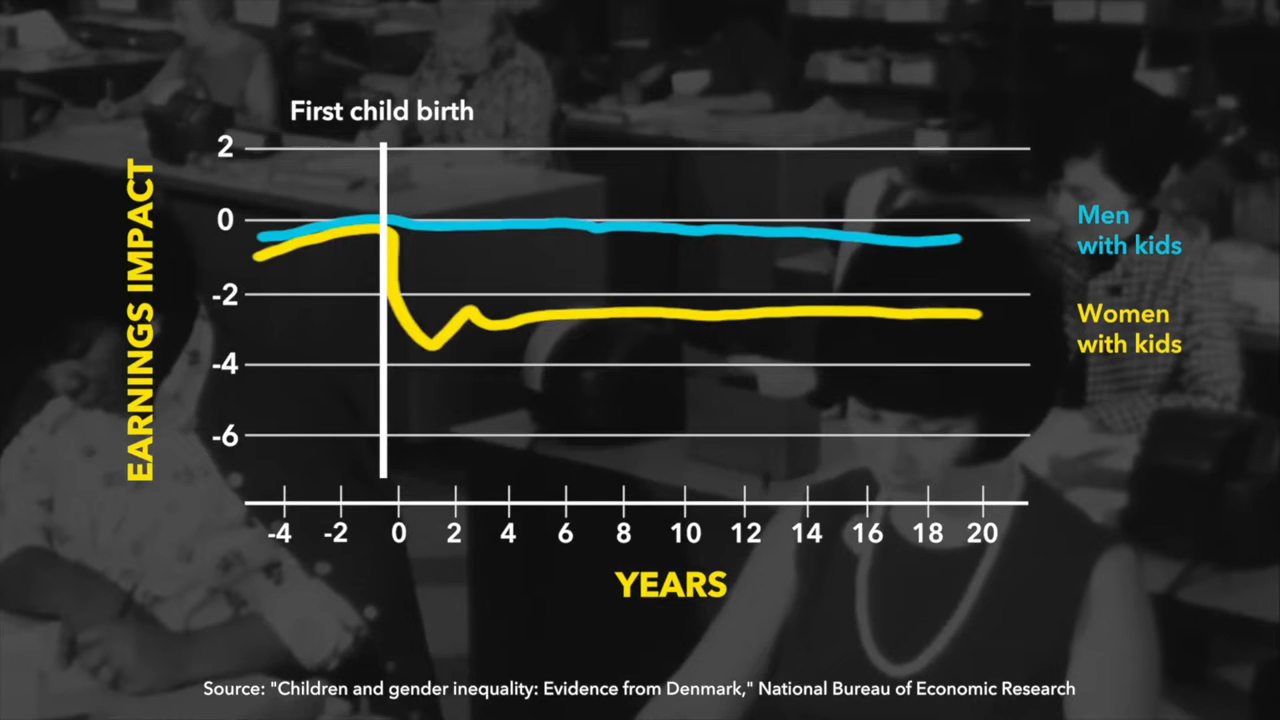 First child birth
2
0
-2
-4
-6
EARNINGS IMPACT
Men
with kids
Women
with kids
-4 -2 0 2 4 6 8 10 12 14 16 18 20
YEARS
Source: "Children and gender inequality: Evidence from Denmark," National Bureau of Economic Research